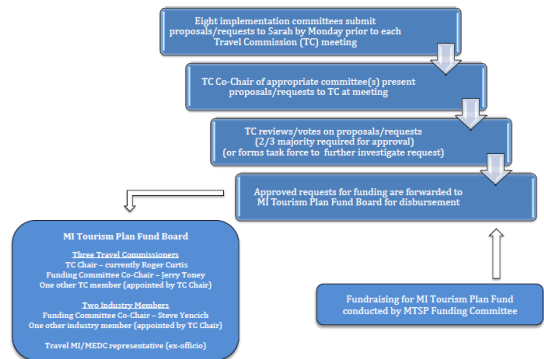 Eight implementation committees submit
proposals/requests to Sarah by Monday prior to each
Travel Commission (TC) meeting
TC Co-Chair of appropriate committee(s) present
proposals/requests to TC at meeting
TC reviews/votes on proposals/requests
(2/3 majority required for approval)
(or forms task force to further investigate request)
Approved requests for funding are forwarded to
MI Tourism Plan Fund Board for disbursement
MI Tourism Plan Fund Board
Three Travel Commissioners
TC Chair – currently Roger Curtis
Funding Committee Co-Chair – Jerry Toney
One other TC member (appointed by TC Chair)
Two Industry Members
Funding Committee Co-Chair – Steve Yencich
One other industry member (appointed by TC Chair)
Travel MI/MEDC representative (ex-officio)
Fundraising for MI Tourism Plan Fund
conducted by MTSP Funding Committee